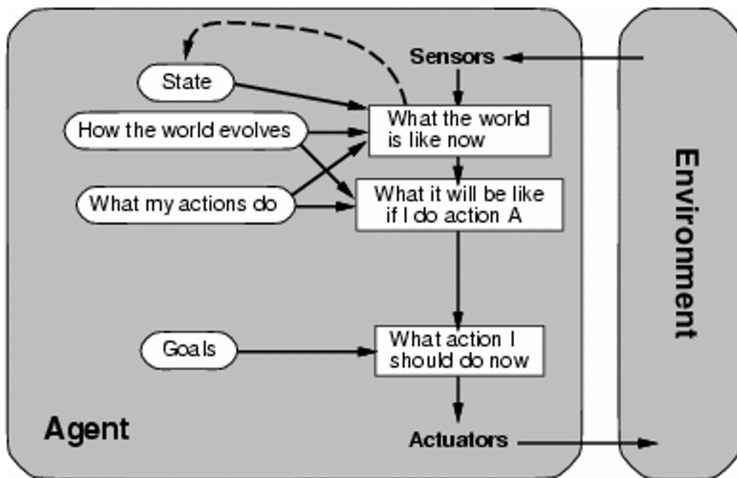 Sensors
State
What the world
is like now
How the world evolves
What it will be like
if I do action A
What my actions do
Environment
What action I
should do now
Goals
Agent
Actuators